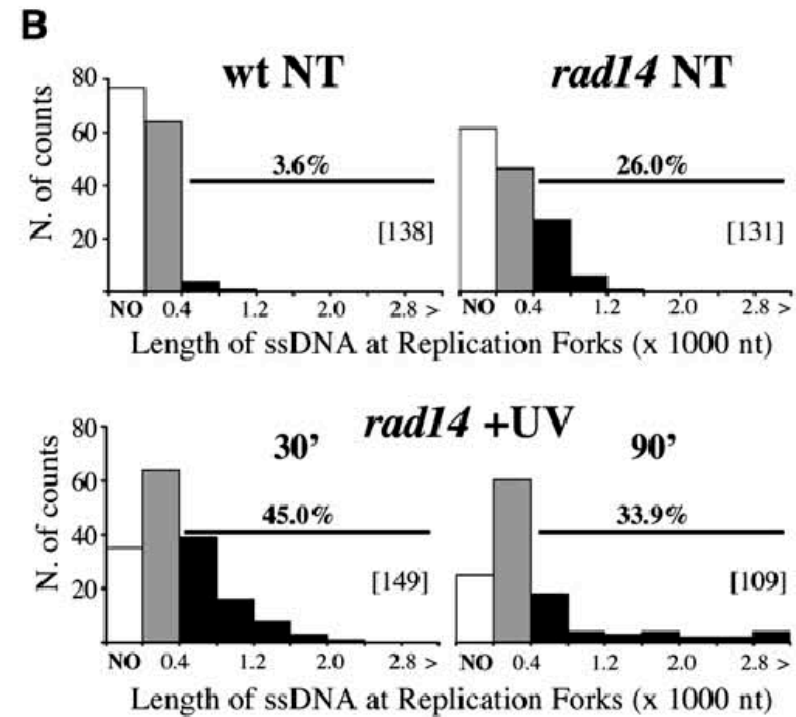 B
wt NT
rad14 NT
N. of counts
80
60
40
20
3.6%
[138]
26.0%
[131]
NO 0.4 1.2 2.0 2.8 >
NO 0.4 1.2 2.0 2.8 >
Length of ssDNA at Replication Forks (x 1000 nt)
rad14 +UV
30'
90'
N. of counts
80
60
40
20
45.0%
[149]
33.9%
[109]
NO 0.4 1.2 2.0 2.8 >
NO 0.4 1.2 2.0 2.8 >
Length of ssDNA at Replication Forks (x 1000 nt)